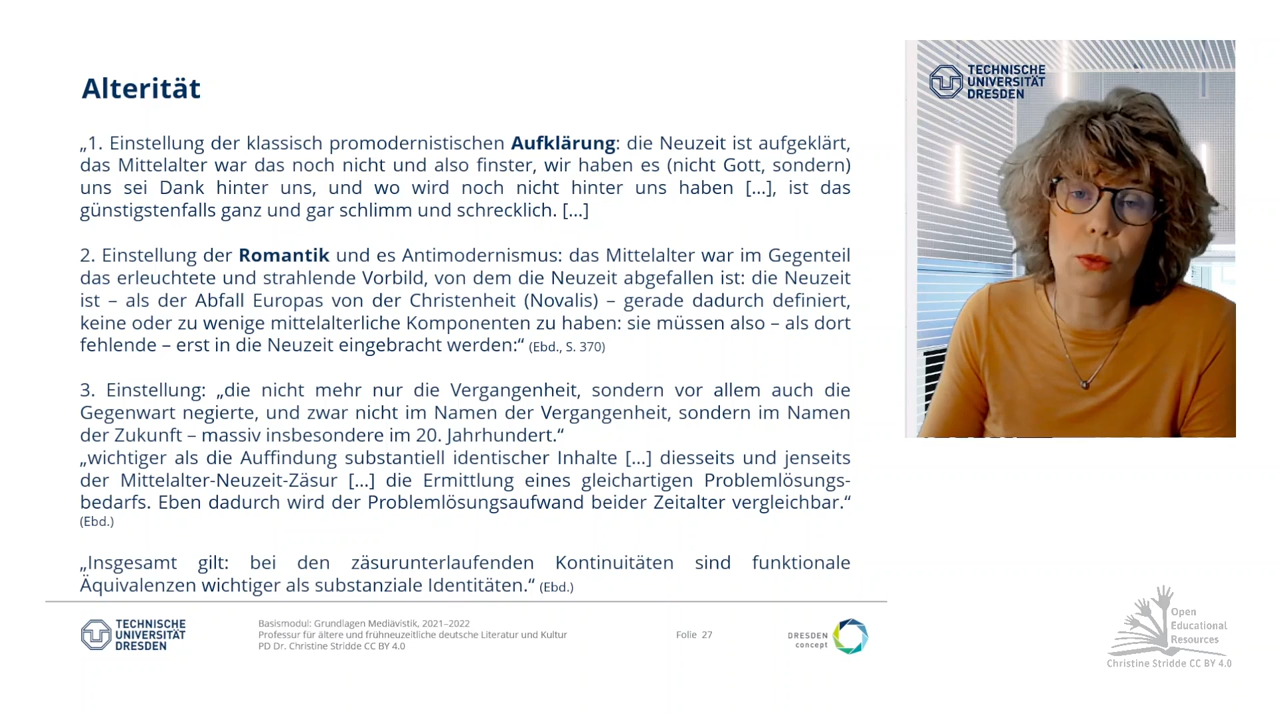 Alterität
„1. Einstellung der klassisch promodernistischen Aufklärung: die Neuzeit ist aufgeklärt,
das Mittelalter war das noch nicht und also finster, wir haben es (nicht Gott, sondern)
uns sei Dank hinter uns, und wo wird noch nicht hinter uns haben [...], ist das
günstigstenfalls ganz und gar schlimm und schrecklich. [...]
2. Einstellung der Romantik und es Antimodernismus: das Mittelalter war im Gegenteil
das erleuchtete und strahlende Vorbild, von dem die Neuzeit abgefallen ist: die Neuzeit
ist – als der Abfall Europas von der Christenheit (Novalis) – gerade dadurch definiert,
keine oder zu wenige mittelalterliche Komponenten zu haben: sie müssen also – als dort
fehlende – erst in die Neuzeit eingebracht werden:“ (Ebd., S. 370)
3. Einstellung: „die nicht mehr nur die Vergangenheit, sondern vor allem auch die
Gegenwart negierte, und zwar nicht im Namen der Vergangenheit, sondern im Namen
der Zukunft – massiv insbesondere im 20. Jahrhundert.“
„wichtiger als die Auffindung substantiell identischer Inhalte [...] diesseits und jenseits
der Mittelalter-Neuzeit-Zäsur [...] die Ermittlung eines gleichartigen Problemlösungs-
bedarfs. Eben dadurch wird der Problemlösungsaufwand beider Zeitalter vergleichbar.“
(Ebd.)
„Insgesamt gilt: bei den zäsurunterlaufenden Kontinuitäten sind funktionale
Äquivalenzen wichtiger als substanziale Identitäten.“ (Ebd.)
TECHNISCHE
UNIVERSITÄT
DRESDEN
Basismodul: Grundlagen Mediävistik, 2021–2022
Professur für ältere und frühneuzeitliche deutsche Literatur und Kultur
PD Dr. Christine Stridde CC BY 4.0
Folie 27
DRESDEN
concept
TECHNISCHE
UNIVERSITÄT
DRESDEN
Open
Educational
Resources
Christine Stridde CC BY 4.0